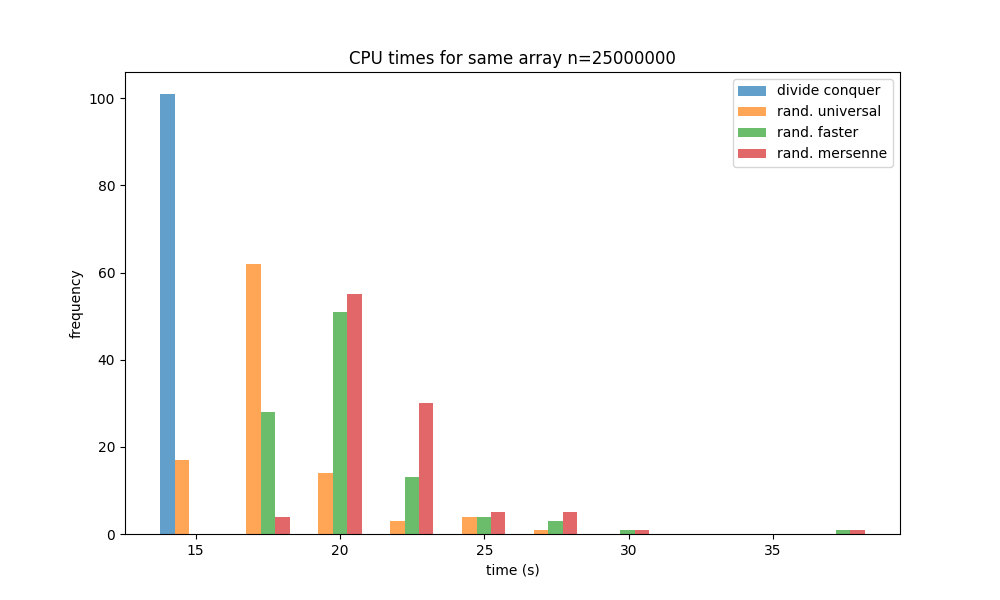 CPU times for same array n=25000000
divide conquer
rand. universal
rand. faster
rand. mersenne
frequency
100
80
60
40
20
0
15 20 25 30 35
time (s)